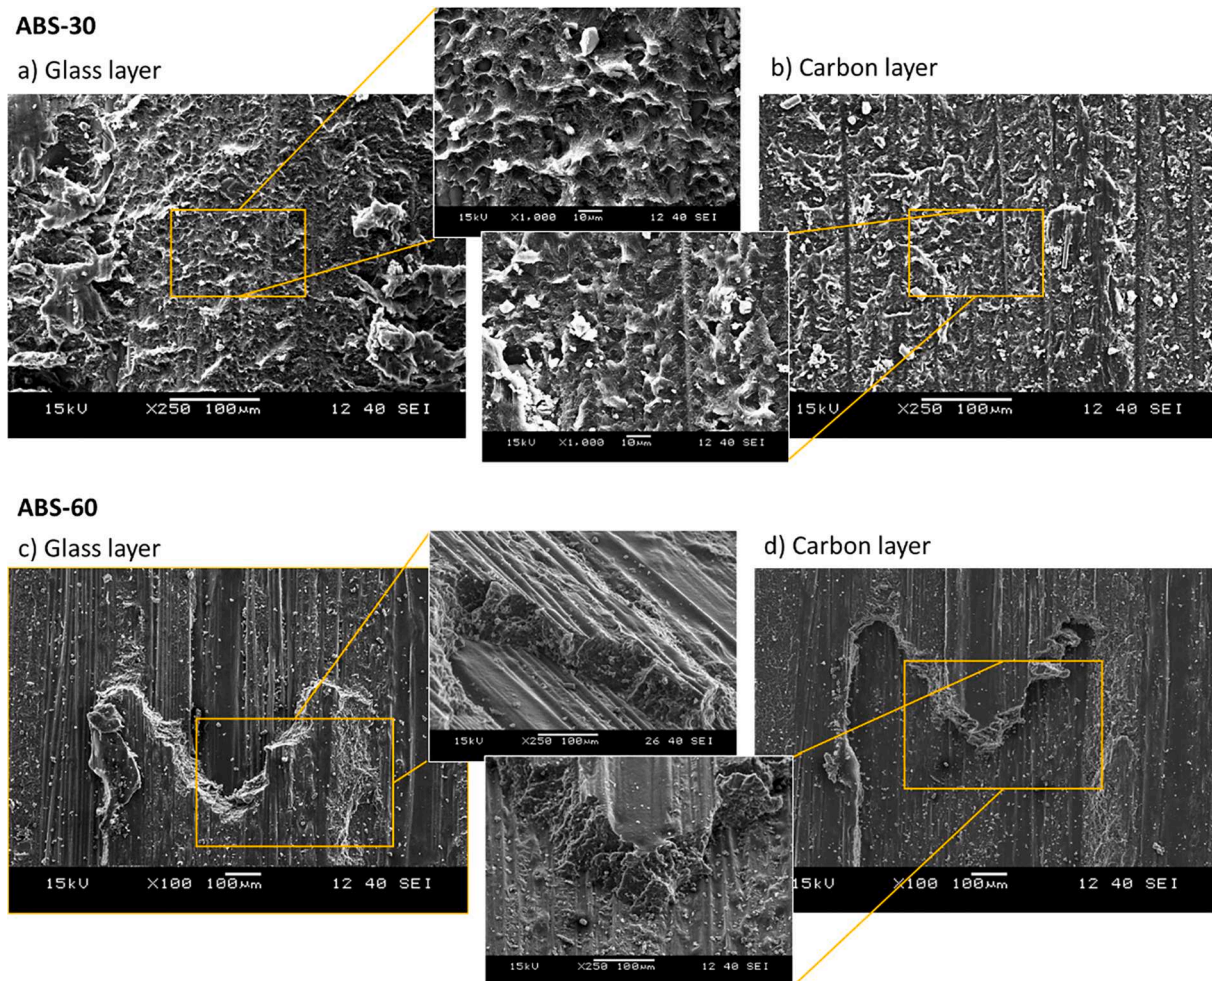 ABS-30
a) Glass layer
b) Carbon layer
15kV X1,000 10μm 12 40 SEI
15kV X250 100μm 12 40 SEI
15kV X1,000 10μm 12 40 SEI
15kV X250 100μm 12 40 SEI
ABS-60
c) Glass layer
d) Carbon layer
15kV X250 100μm 26 40 SEI
15kV X100 100μm 12 40 SEI
15kV X250 100μm 12 40 SEI
15kV X100 100μm 12 40 SEI